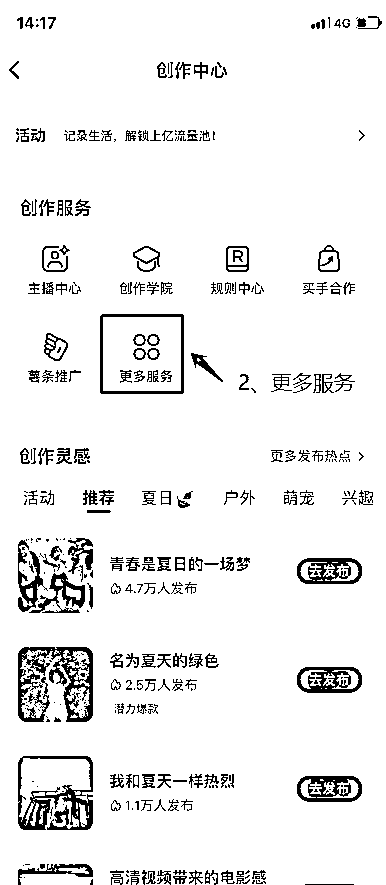 14:17
4G
创作中心
活动 记录生活，解锁上亿流量池！
创作服务
主播中心 创作学院 规则中心 买手合作
薯条推广 更多服务
2、更多服务
创作灵感 更多发布热点
活动 推荐 夏日 户外 萌宠 兴趣
青春是夏日的一场梦
4.7万人发布
去发布
名为夏天的绿色
2.5万人发布
去发布
潜力爆款
我和夏天一样热烈
1.1万人发布
去发布
高清视频带来的电影感